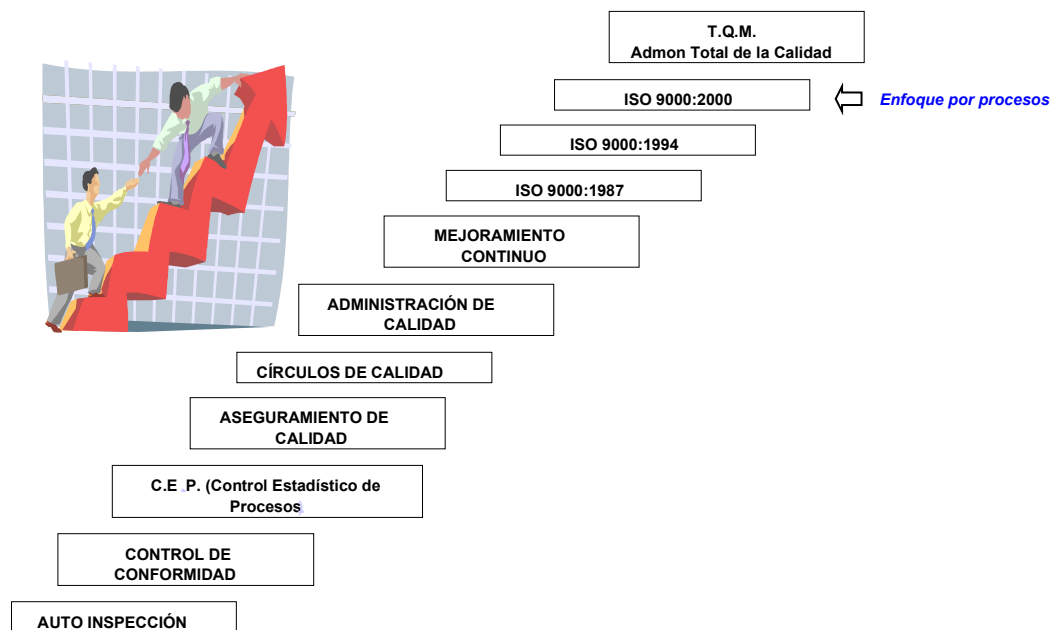 T.Q.M.
Admon Total de la Calidad
ISO 9000:2000
Enfoque por procesos
ISO 9000:1994
ISO 9000:1987
MEJORAMIENTO
CONTINUO
ADMINISTRACIÓN DE
CALIDAD
CÍRCULOS DE CALIDAD
ASEGURAMIENTO DE
CALIDAD
C.E .P. (Control Estadístico de
Procesos)
CONTROL DE
CONFORMIDAD
AUTO INSPECCIÓN